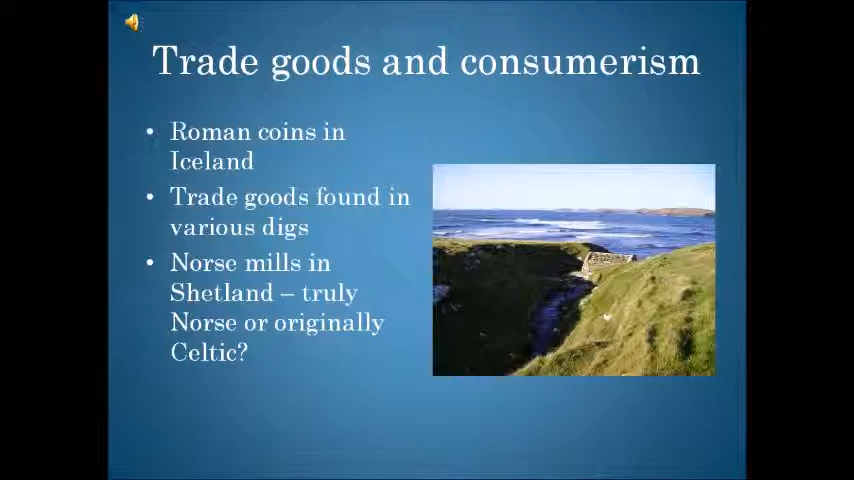 Trade goods and consumerism
• Roman coins in
Iceland
• Trade goods found in
various digs
• Norse mills in
Shetland – truly
Norse or originally
Celtic?